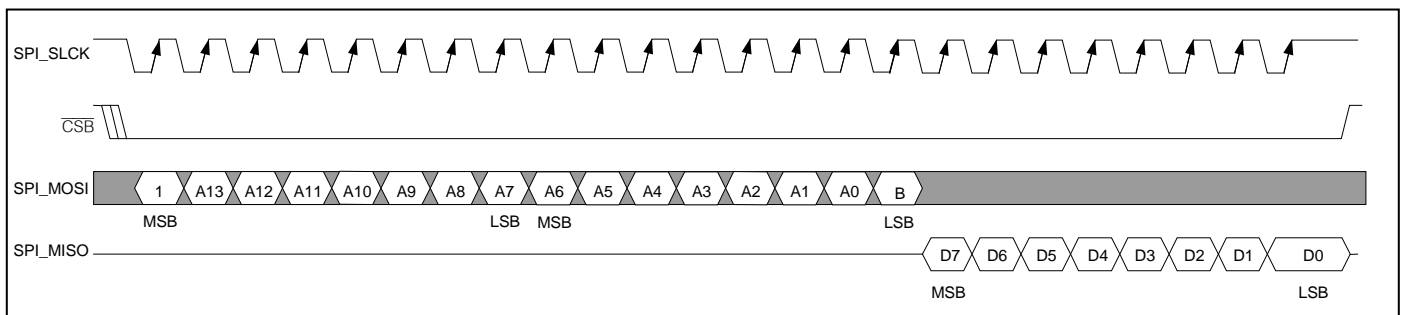 SPI_SLCK
CSB
SPI_MOSI 1 A13 A12 A11 A10 A9 A8 A7 A6 A5 A4 A3 A2 A1 A0 B
MSB LSB MSB LSB
SPI_MISO D7 D6 D5 D4 D3 D2 D1 D0
MSB LSB